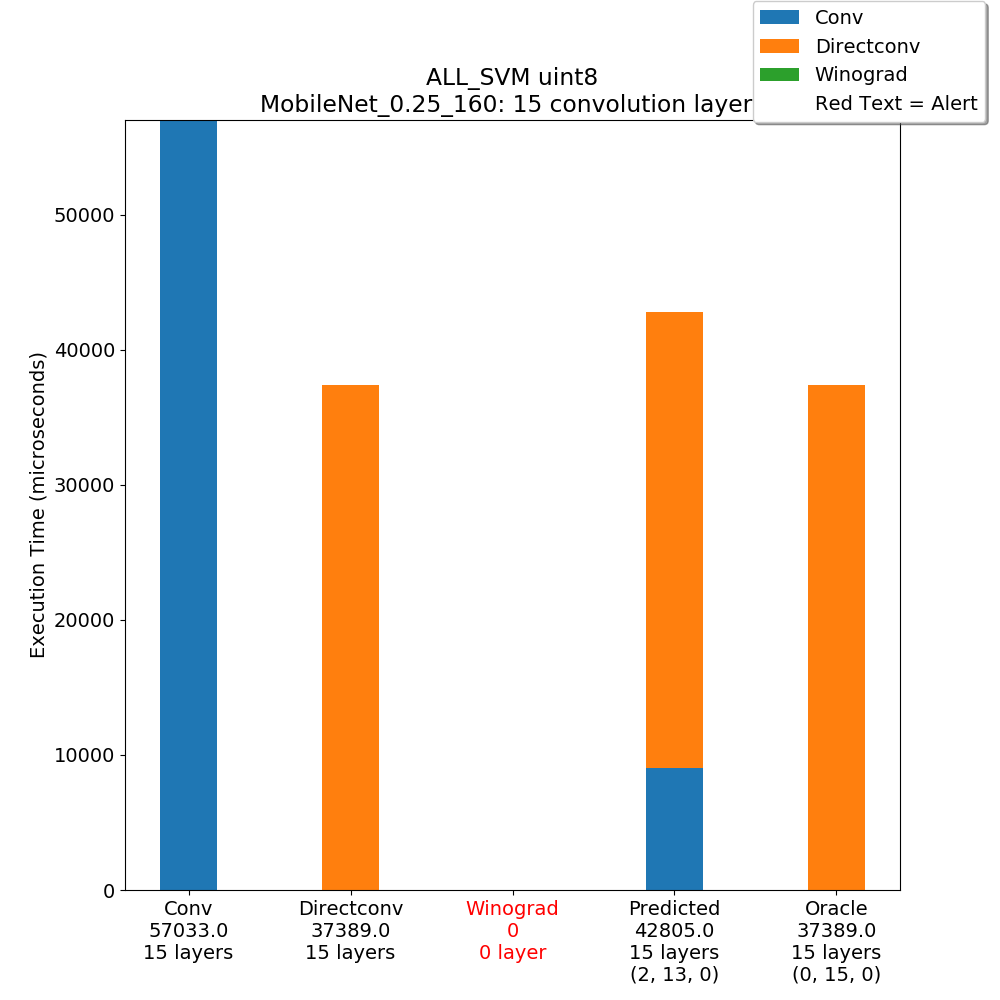 Conv
Directconv
Winograd
Red Text = Alert
ALL_SVM uint8
MobileNet_0.25_160: 15 convolution layer
Execution Time (microseconds)
50000
40000
30000
20000
10000
0
Conv Directconv Winograd Predicted Oracle
57033.0 37389.0 0 42805.0 37389.0
15 layers 15 layers 0 layer 15 layers 15 layers
(2, 13, 0) (0, 15, 0)